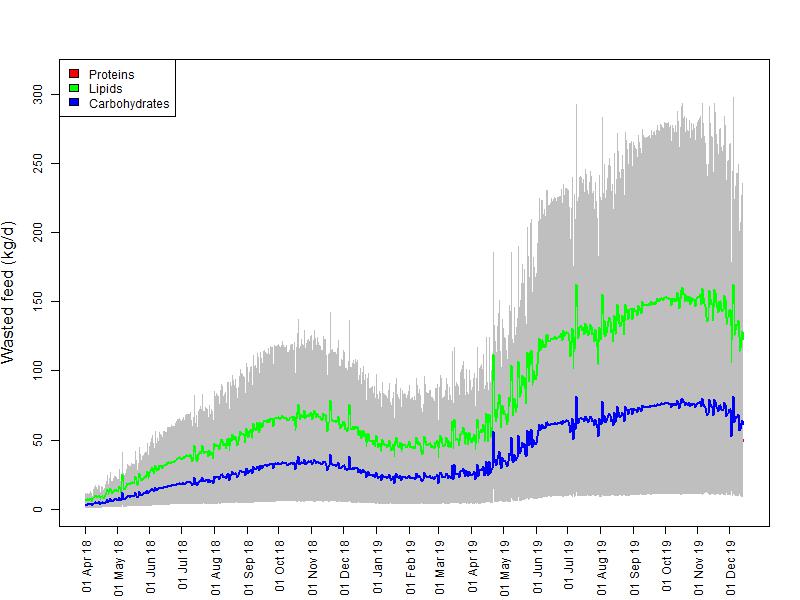 Proteins
Lipids
Carbohydrates
Wasted feed (kg/d)
300
250
200
150
100
50
0
01 Apr 18
01 May 18
01 Jun 18
01 Jul 18
01 Aug 18
01 Sep 18
01 Oct 18
01 Nov 18
01 Dec 18
01 Jan 19
01 Feb 19
01 Mar 19
01 Apr 19
01 May 19
01 Jun 19
01 Jul 19
01 Aug 19
01 Sep 19
01 Oct 19
01 Nov 19
01 Dec 19